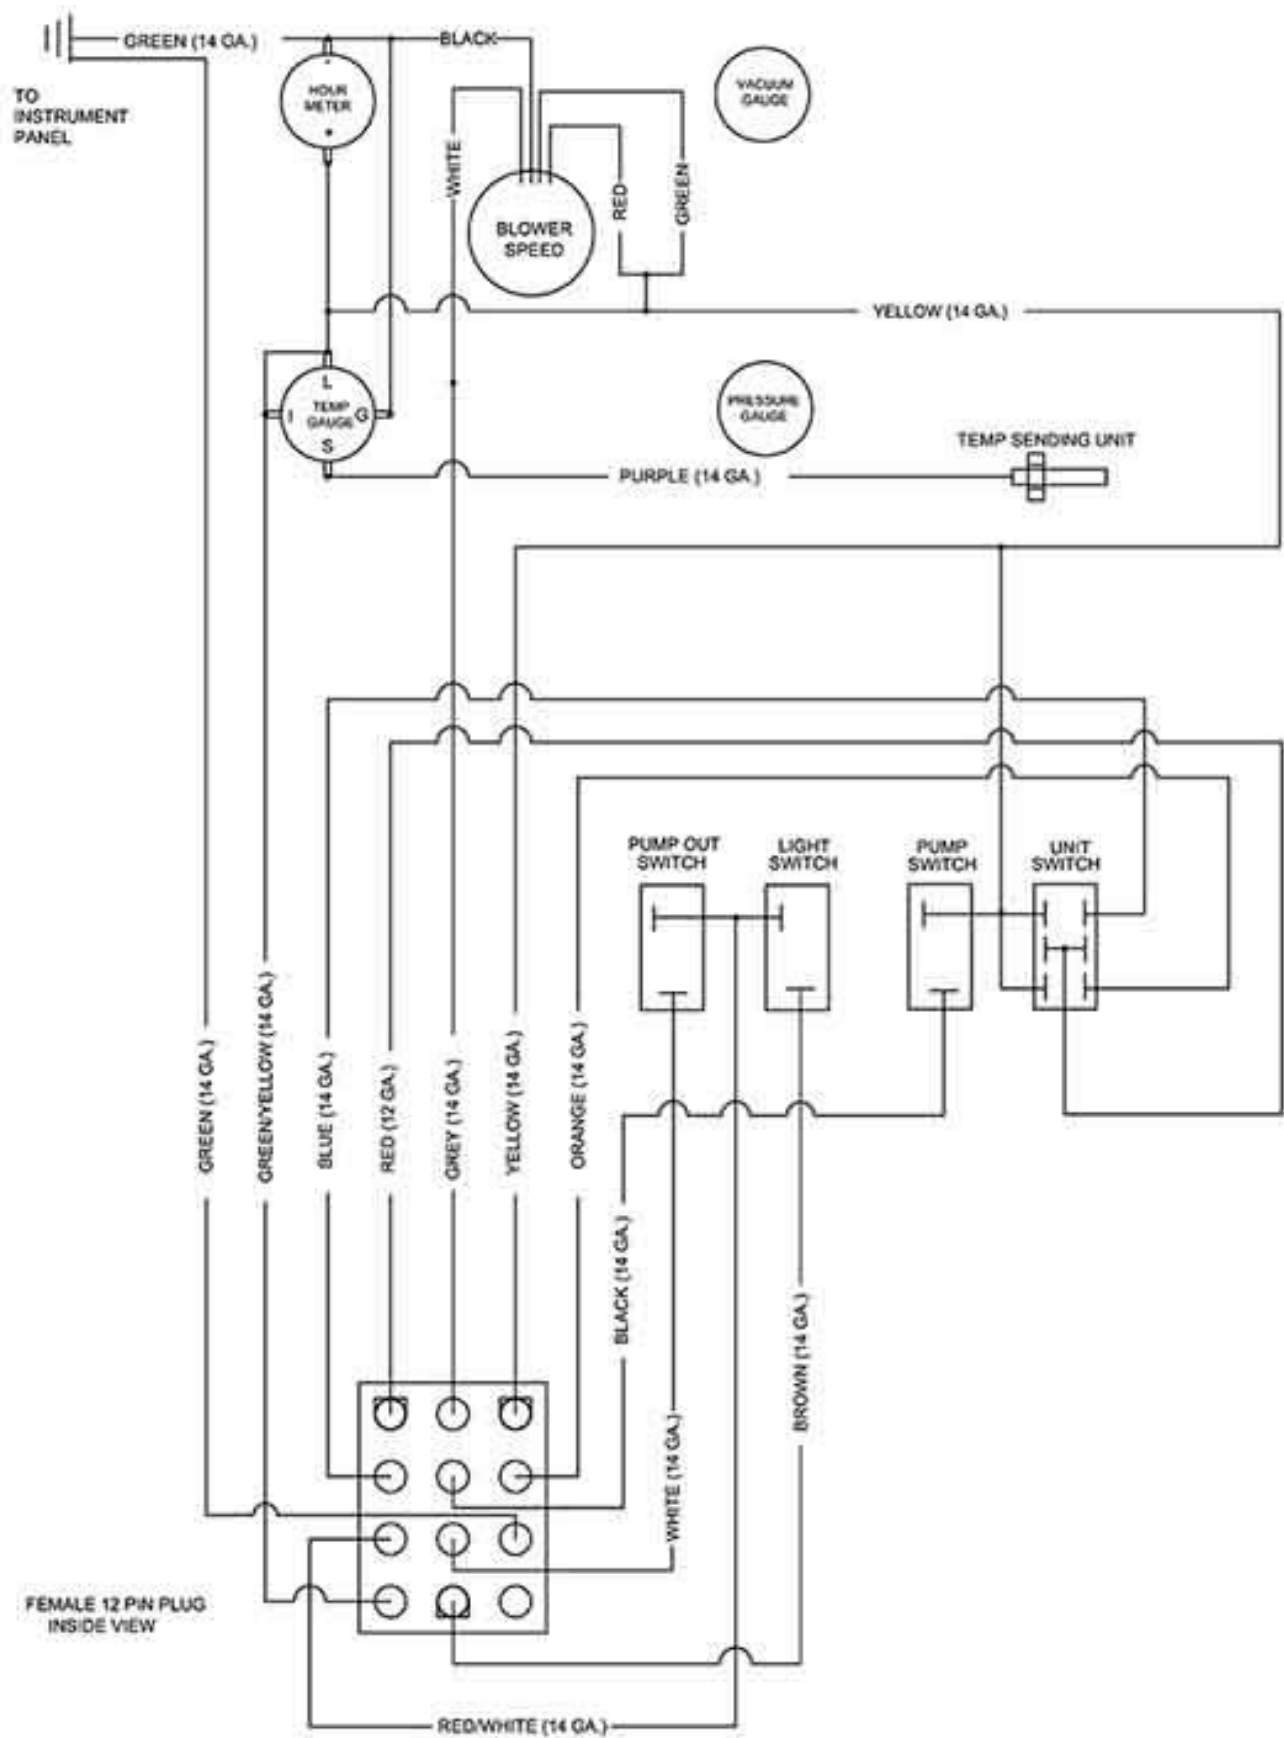 GREEN (14 GA.)
BLACK
TO
INSTRUMENT
PANEL
-
HOUR
METER
+
VACUUM
GAUGE
WHITE
RED
GREEN
BLOWER
SPEED
YELLOW (14 GA.)
L
I
TEMP
GAUGE
G
S
PRESSURE
GAUGE
TEMP SENDING UNIT
PURPLE (14 GA.)
PUMP OUT
SWITCH
LIGHT
SWITCH
PUMP
SWITCH
UNIT
SWITCH
GREEN (14 GA.)
GREEN/YELLOW (14 GA.)
BLUE (14 GA.)
RED (12 GA.)
GREY (14 GA.)
YELLOW (14 GA.)
ORANGE (14 GA.)
BLACK (14 GA.)
WHITE (14 GA.)
BROWN (14 GA.)
FEMALE 12 PIN PLUG
INSIDE VIEW
RED/WHITE (14 GA.)